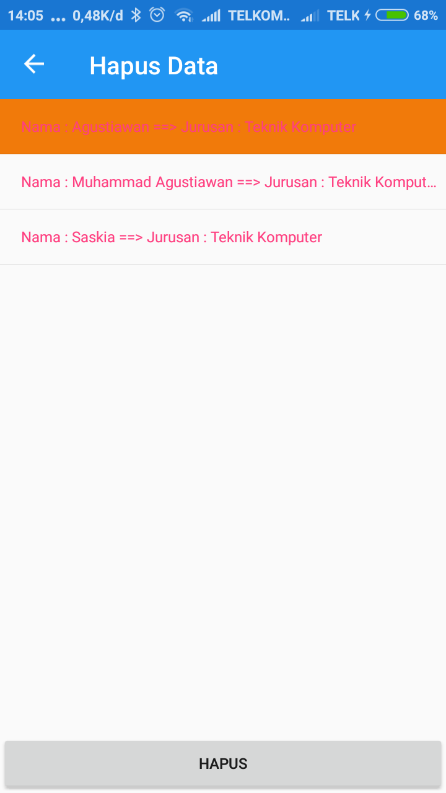 14:05 ... 0,48K/d TELKOM.. TELK 68%
Hapus Data
Nama : Agustiawan ==> Jurusan : Teknik Komputer
Nama : Muhammad Agustiawan ==> Jurusan : Teknik Komput...
Nama : Saskia ==> Jurusan : Teknik Komputer
HAPUS